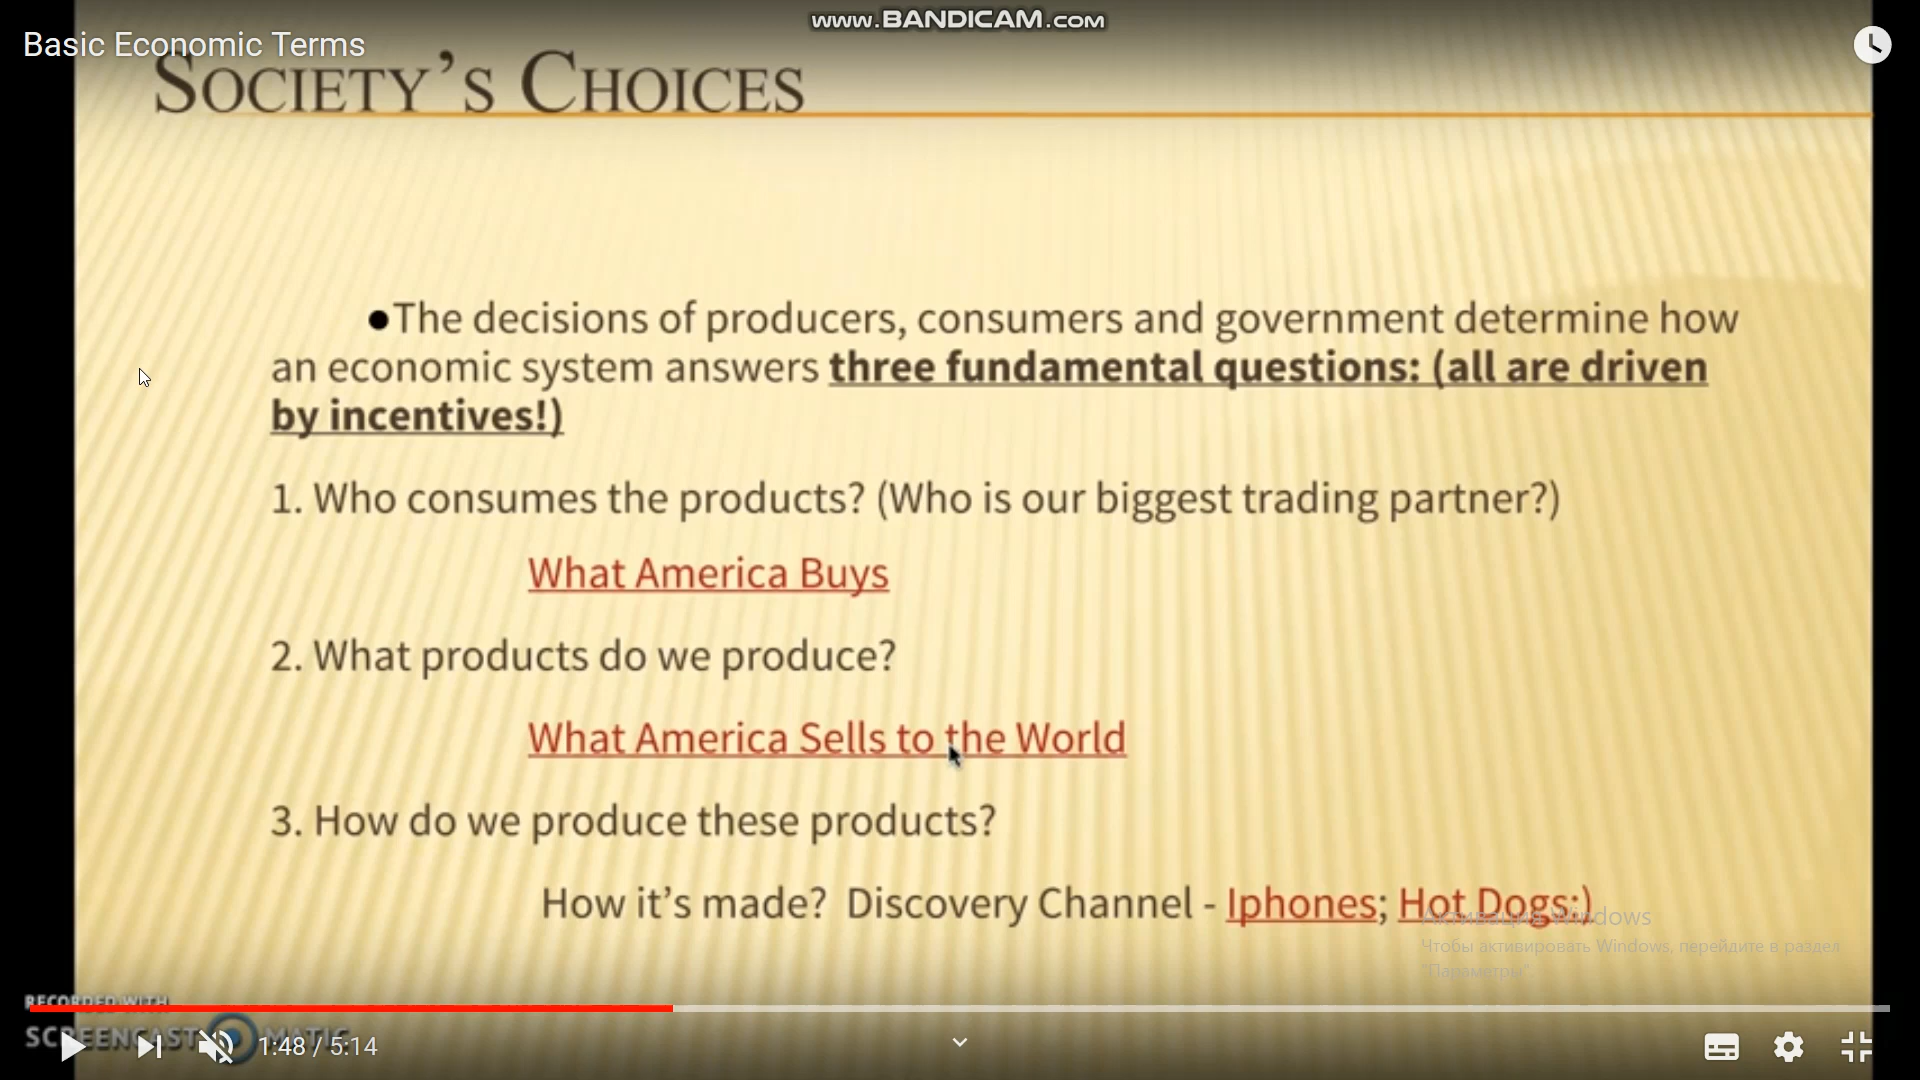 www.BANDICAM.com
Basic Economic Terms
SOCIETY'S CHOICES
●The decisions of producers, consumers and government determine how
an economic system answers three fundamental questions: (all are driven
by incentives!)
1. Who consumes the products? (Who is our biggest trading partner?)
What America Buys
2. What products do we produce?
What America Sells to the World
3. How do we produce these products?
How it's made? Discovery Channel - Iphones; Hot Dogs:)
Активация Windows
Чтобы активировать Windows, перейдите в раздел
"Параметры".
RECORDED WITH
SCREENCAST MATIC
1:48 / 5:14